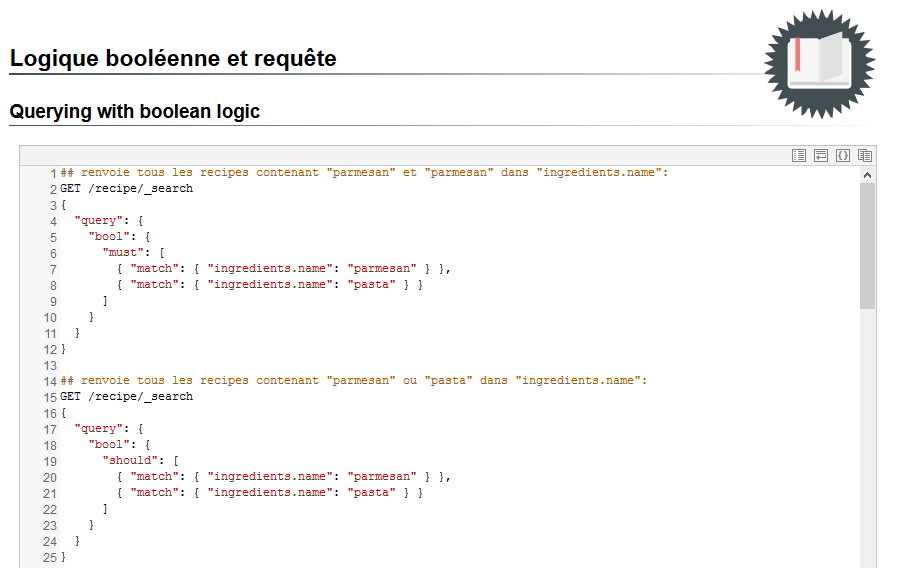 Logique booléenne et requête
Querying with boolean logic
1 ## renvoie tous les recipes contenant "parmesan" et "parmesan" dans "ingredients.name":
2 GET /recipe/_search
3 {
4   "query": {
5     "bool": {
6       "must": [
7         { "match": { "ingredients.name": "parmesan" } },
8         { "match": { "ingredients.name": "pasta" } }
9       ]
10     }
11   }
12 }
13
14 ## renvoie tous les recipes contenant "parmesan" ou "pasta" dans "ingredients.name":
15 GET /recipe/_search
16 {
17   "query": {
18     "bool": {
19       "should": [
20         { "match": { "ingredients.name": "parmesan" } },
21         { "match": { "ingredients.name": "pasta" } }
22       ]
23     }
24   }
25 }